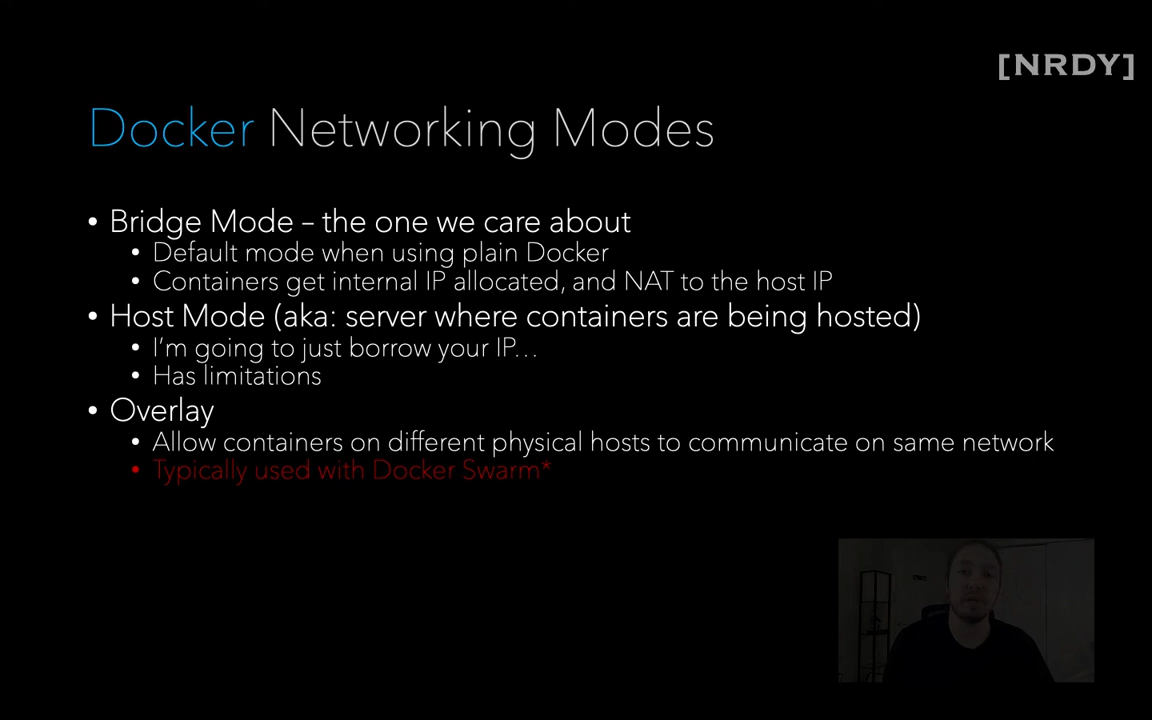 [NRDY]
Docker Networking Modes
• Bridge Mode – the one we care about
• Default mode when using plain Docker
• Containers get internal IP allocated, and NAT to the host IP
• Host Mode (aka: server where containers are being hosted)
• I'm going to just borrow your IP...
• Has limitations
• Overlay
• Allow containers on different physical hosts to communicate on same network
• Typically used with Docker Swarm*